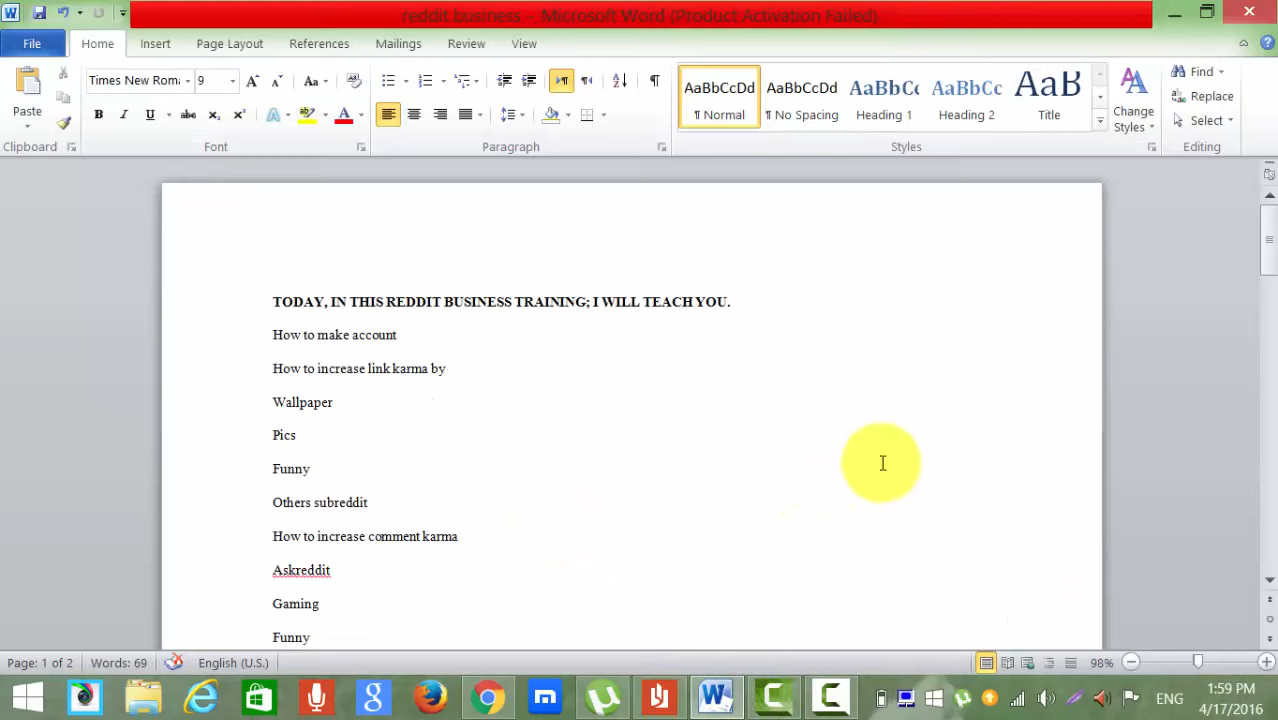 reddit business - Microsoft Word (Product Activation Failed)
File Home Insert Page Layout References Mailings Review View
Times New Roma 9
AaBbCcDd AaBbCcDd AaBbCc AaBbCc AaB
Paste
¶ Normal ¶ No Spacing Heading 1 Heading 2 Title
Change Styles
Find
Replace
Select
Clipboard Font Paragraph Styles Editing
TODAY, IN THIS REDDIT BUSINESS TRAINING; I WILL TEACH YOU.
How to make account
How to increase link karma by
Wallpaper
Pics
Funny
Others subreddit
How to increase comment karma
Askreddit
Gaming
Funny
Page: 1 of 2 Words: 69 English (U.S.) 98%
ENG
1:59 PM
4/17/2016